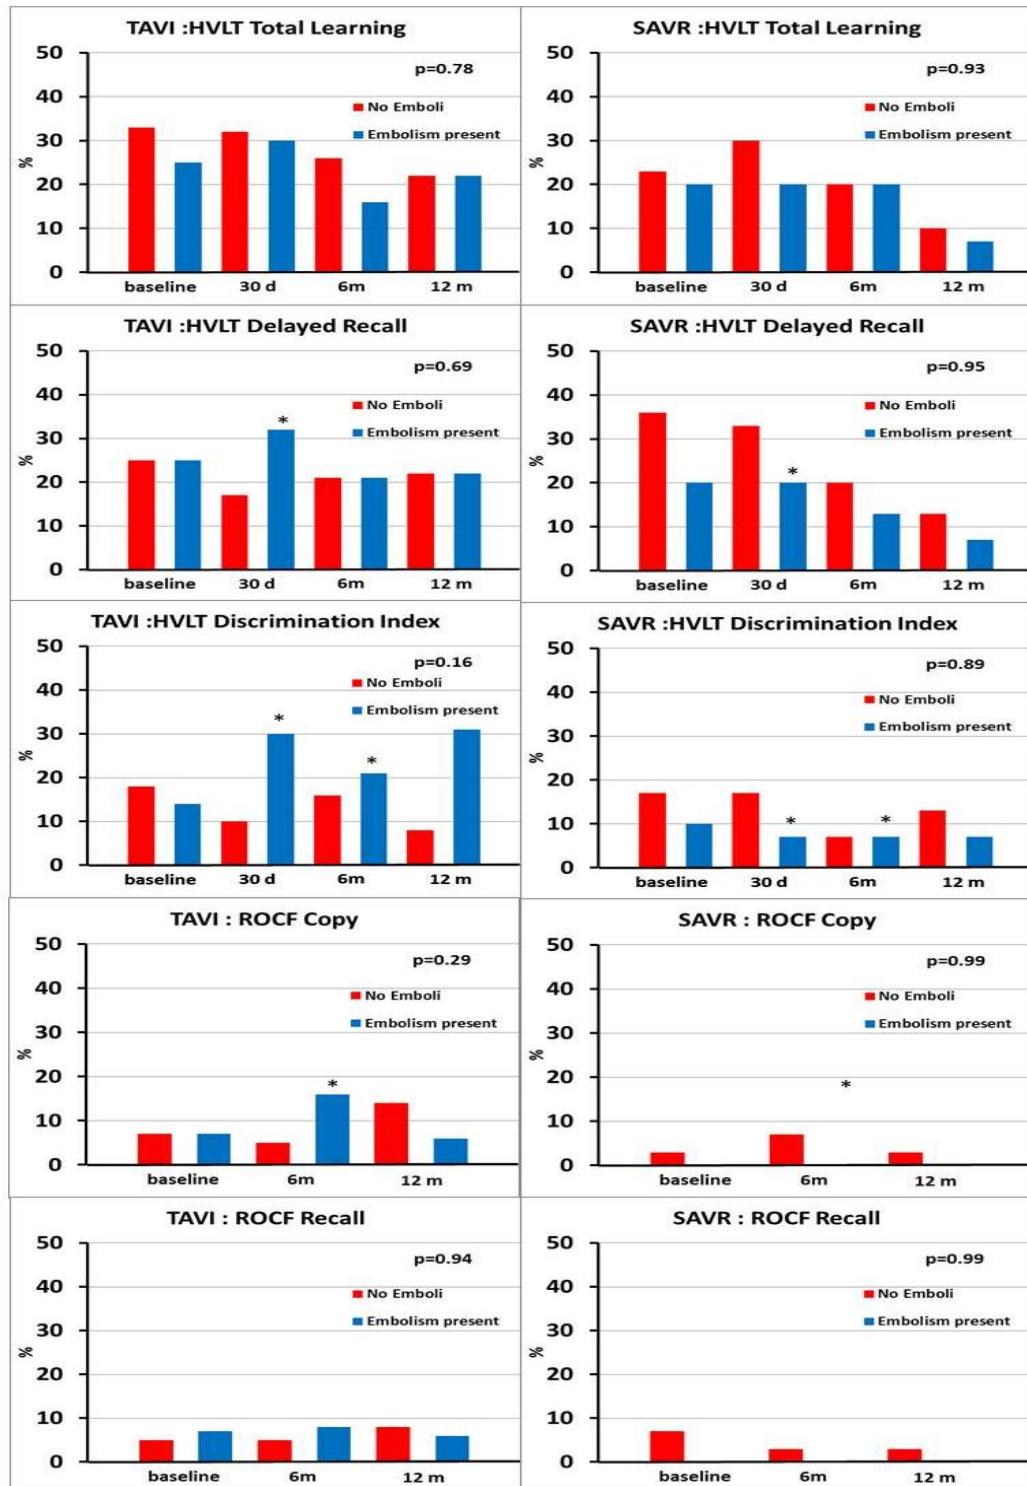 TAVI :HVLT Total Learning
50
p=0.78
40
No Emboli
Embolism present
30
%
20
10
0
baseline 30 d 6m 12 m
SAVR :HVLT Total Learning
50
p=0.93
40
No Emboli
Embolism present
30
%
20
10
0
baseline 30 d 6m 12 m
TAVI :HVLT Delayed Recall
50
p=0.69
40
No Emboli
*
Embolism present
30
%
20
10
0
baseline 30 d 6m 12 m
SAVR :HVLT Delayed Recall
50
p=0.95
40
No Emboli
Embolism present
30
%
*
20
10
0
baseline 30 d 6m 12 m
TAVI :HVLT Discrimination Index
50
p=0.16
No Emboli
40
Embolism present
*
30
%
*
20
10
0
baseline 30 d 6m 12 m
SAVR :HVLT Discrimination Index
50
p=0.89
40
No Emboli
Embolism present
30
%
20
* *
10
0
baseline 30 d 6m 12 m
TAVI : ROCF Copy
50
p=0.29
40
No Emboli
Embolism present
30
%
20
*
10
0
baseline 6m 12 m
SAVR : ROCF Copy
50
p=0.99
40
No Emboli
Embolism present
30
%
20
*
10
0
baseline 6m 12 m
TAVI : ROCF Recall
50
p=0.94
40
No Emboli
Embolism present
30
%
20
10
0
baseline 6m 12 m
SAVR : ROCF Recall
50
p=0.99
40
No Emboli
Embolism present
30
%
20
10
0
baseline 6m 12 m